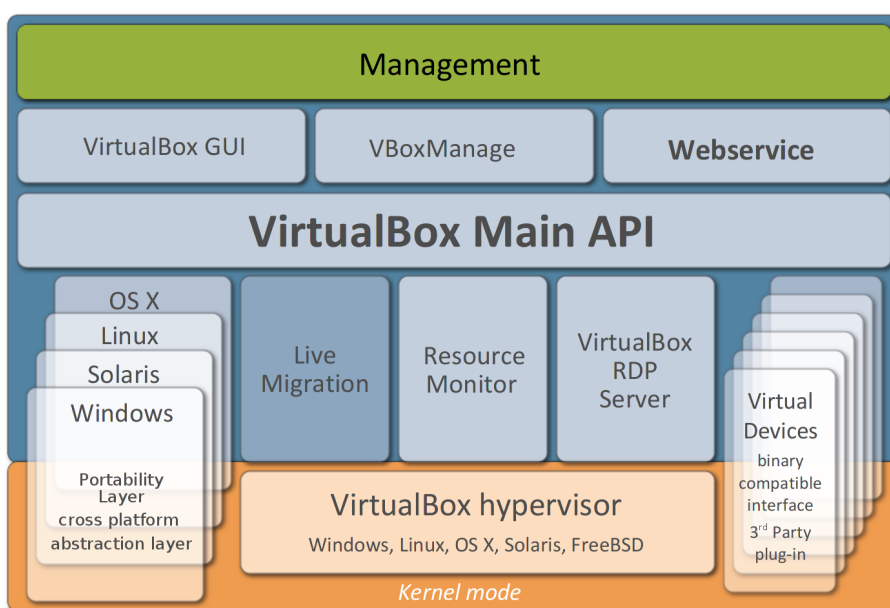 Management
VirtualBox GUI
VBoxManage
Webservice
VirtualBox Main API
OS X
Linux
Solaris
Windows
Portability
Layer
cross platform
abstraction layer
Live
Migration
Resource
Monitor
VirtualBox
RDP
Server
Virtual
Devices
binary
compatible
interface
3rd Party
plug-in
VirtualBox hypervisor
Windows, Linux, OS X, Solaris, FreeBSD
Kernel mode